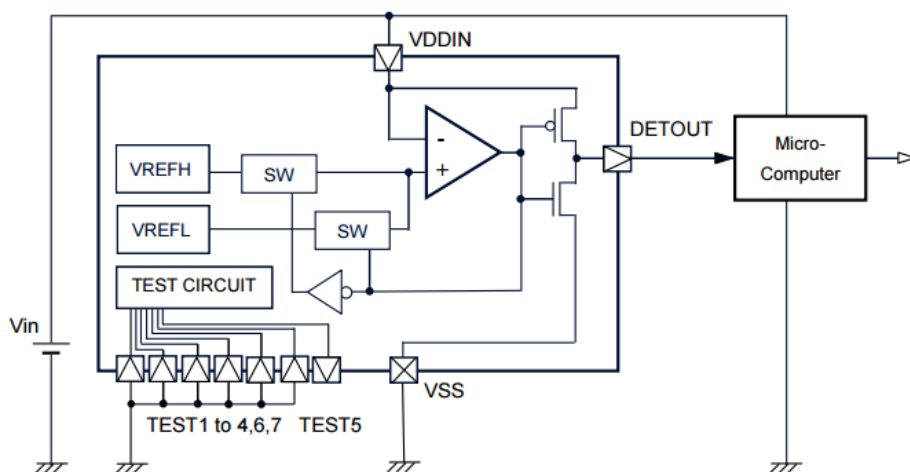 VDDIN
DETOUT
Micro-
Computer
-
+
VREFH
SW
VREFL
SW
TEST CIRCUIT
Vin
VSS
TEST1 to 4,6,7 TEST5